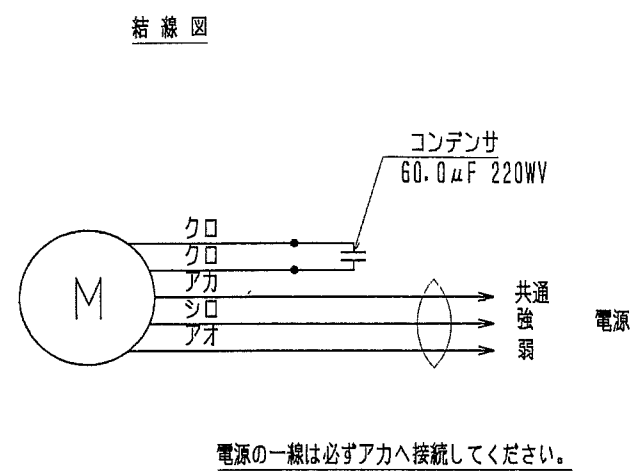 結線図
コンデンサ
60.0μF 220WV
クロ
クロ
アカ
シロ
アオ
M
共通
強
弱
電源
電源の一線は必ずアカへ接続してください。